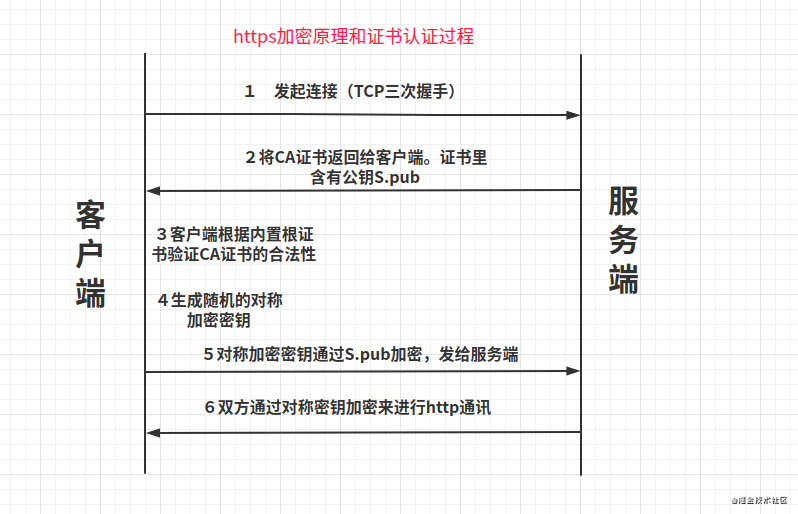 https加密原理和证书认证过程
1 发起连接（TCP三次握手）
2将CA证书返回给客户端。证书里
含有公钥S.pub
客户端
服务端
3客户端根据内置根证
书验证CA证书的合法性
4生成随机的对称
加密密钥
5对称加密密钥通过S.pub加密，发给服务端
6双方通过对称密钥加密来进行http通讯
@掘金技术社区